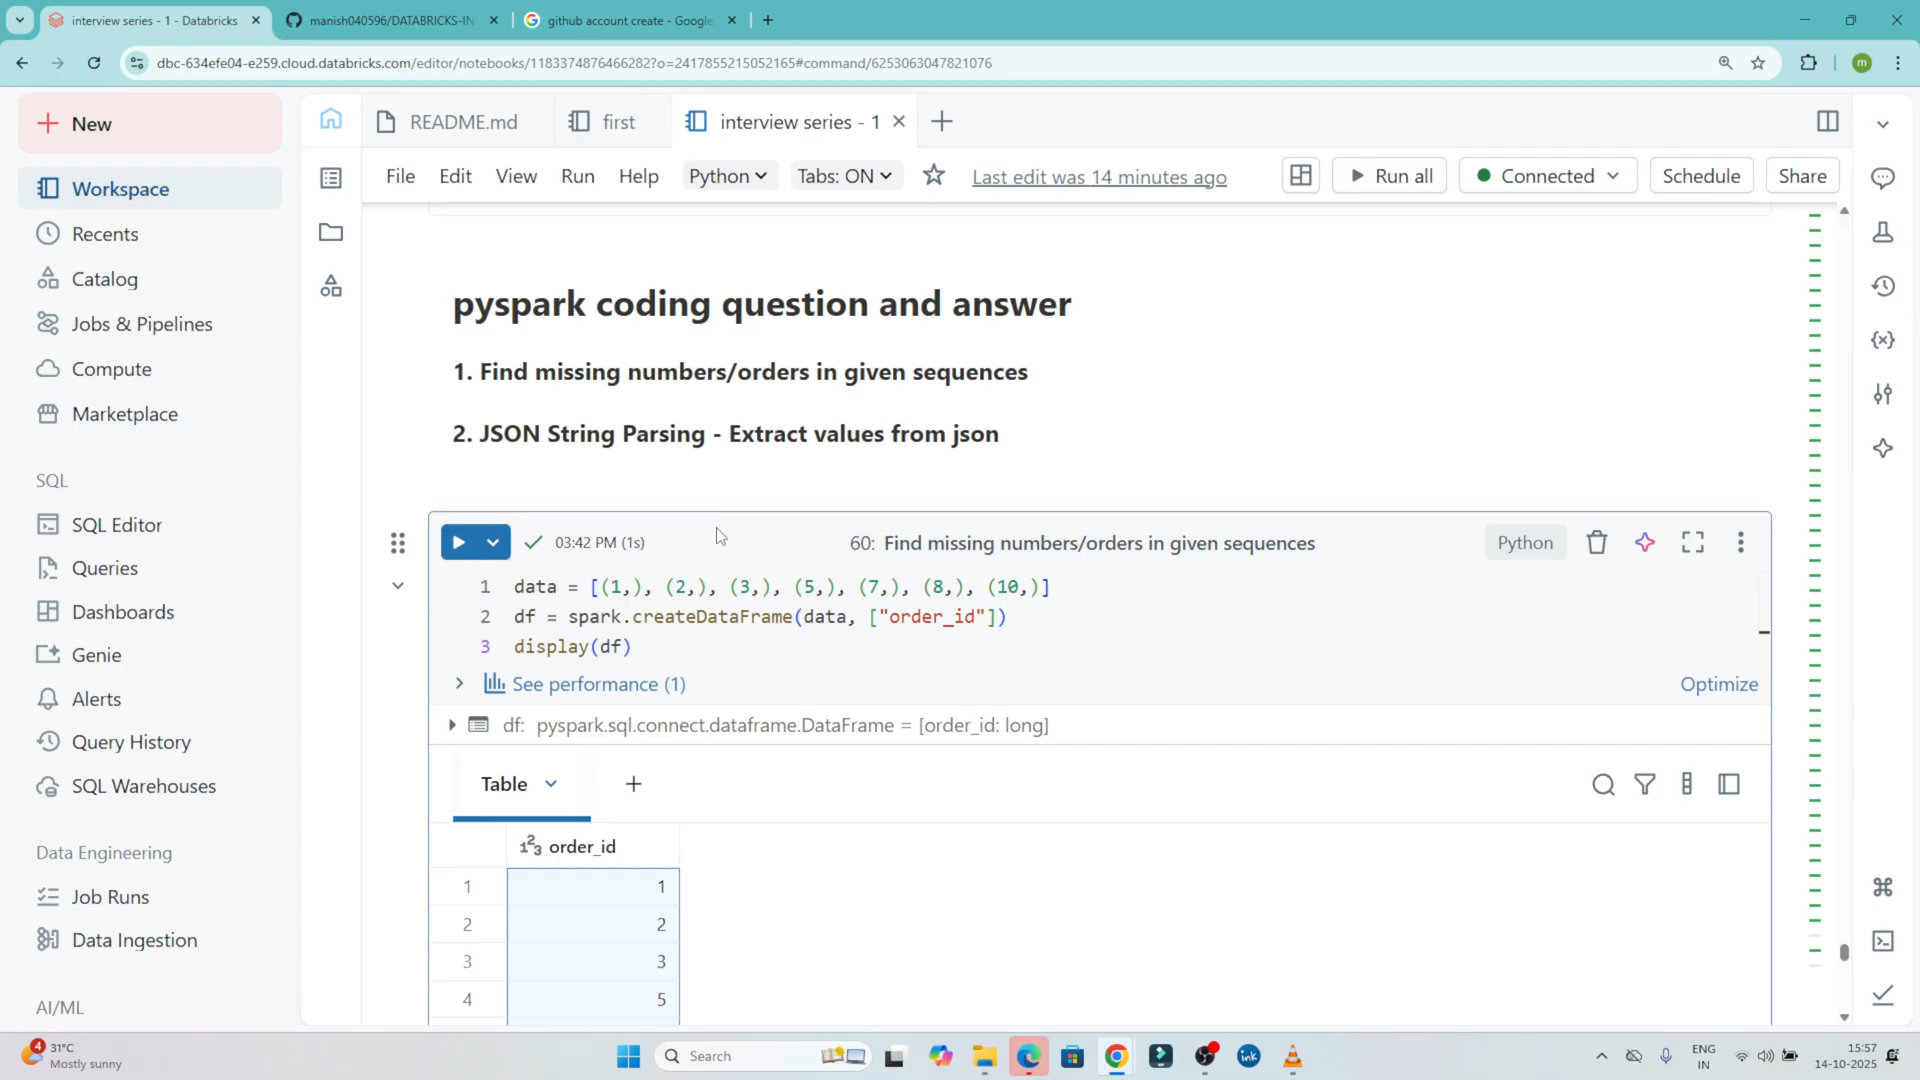 interview series - 1 - Databricks
manish040596/DATABRICKS-IN
github account create - Google
dbc-634efe04-e259.cloud.databricks.com/editor/notebooks/1183374876466282?o=2417855215052165#command/6253063047821076
m
New
Workspace
Recents
Catalog
Jobs & Pipelines
Compute
Marketplace
SQL
SQL Editor
Queries
Dashboards
Genie
Alerts
Query History
SQL Warehouses
Data Engineering
Job Runs
Data Ingestion
AI/ML
README.md
first
interview series - 1
File Edit View Run Help Python Tabs: ON Last edit was 14 minutes ago Run all Connected Schedule Share
pyspark coding question and answer
1. Find missing numbers/orders in given sequences
2. JSON String Parsing - Extract values from json
03:42 PM (1s) 60: Find missing numbers/orders in given sequences Python
1 data = [(1,), (2,), (3,), (5,), (7,), (8,), (10,)]
2 df = spark.createDataFrame(data, ["order_id"])
3 display(df)
See performance (1) Optimize
df: pyspark.sql.connect.dataframe.DataFrame = [order_id: long]
Table
123 order_id
1 1
2 2
3 3
4 5
4
31°C
Mostly sunny
Search
ink
ENG
IN
15:57
14-10-2025